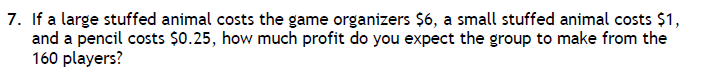 7. If a large stuffed animal costs the game organizers $6, a small stuffed animal costs $1,
and a pencil costs $0.25, how much profit do you expect the group to make from the
160 players?